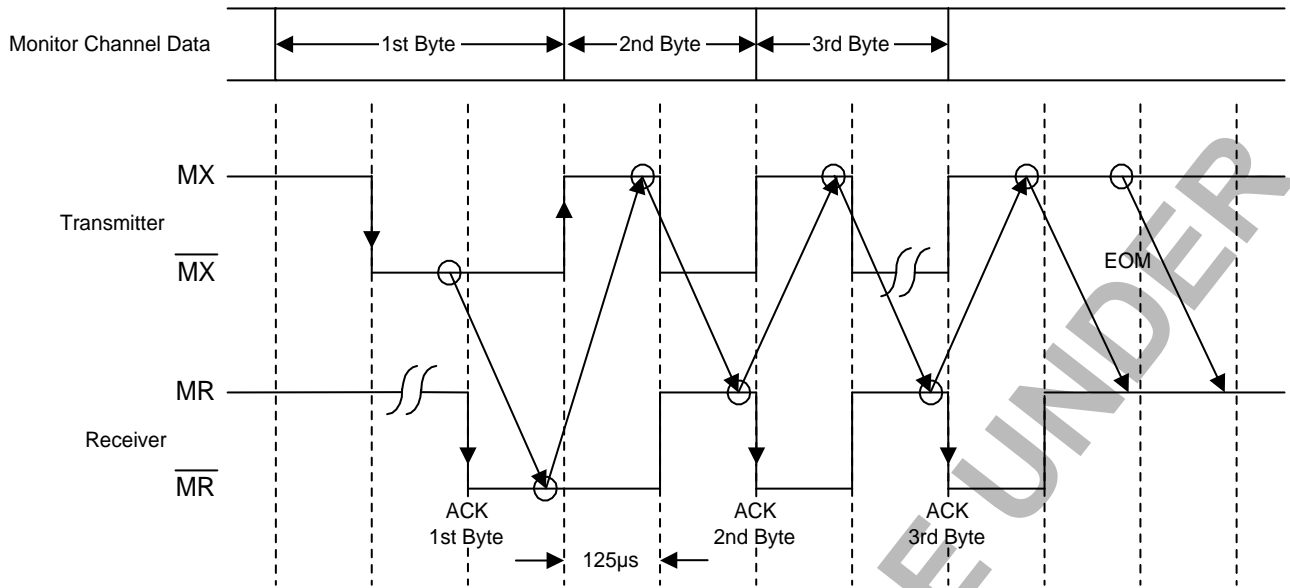 Monitor Channel Data
1st Byte
2nd Byte
3rd Byte
MX
Transmitter
MX
EOM
MR
Receiver
MR
ACK
1st Byte
ACK
2nd Byte
ACK
3rd Byte
125µs
E UNDER